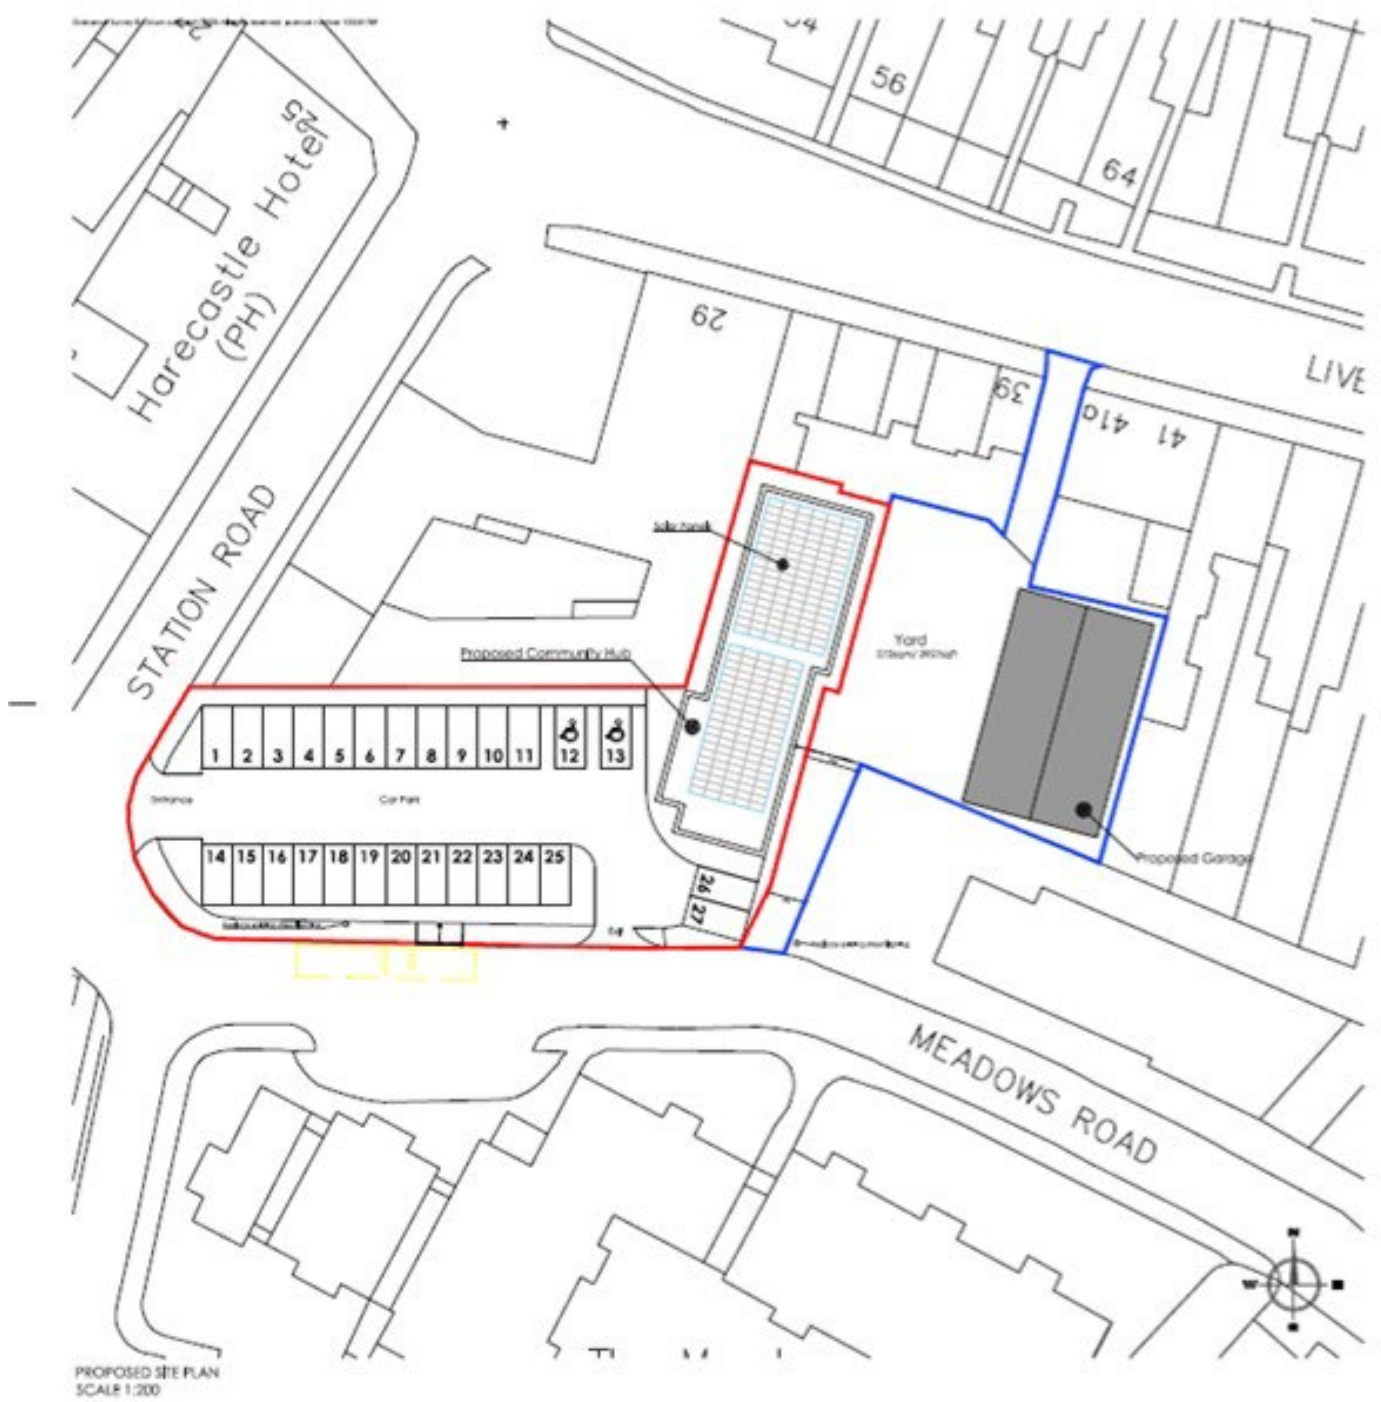 54
56
64
25
Harecastle Hotel
(PH)
29
39
41a
41
LIVE
STATION ROAD
Solar Panels
Proposed Community Hub
Yard
1 2 3 4 5 6 7 8 9 10 11 12 13
Entrance
Car Park
14 15 16 17 18 19 20 21 22 23 24 25
26
27
Exit
Proposed Garage
MEADOWS ROAD
N
W
PROPOSED SITE PLAN
SCALE 1:200